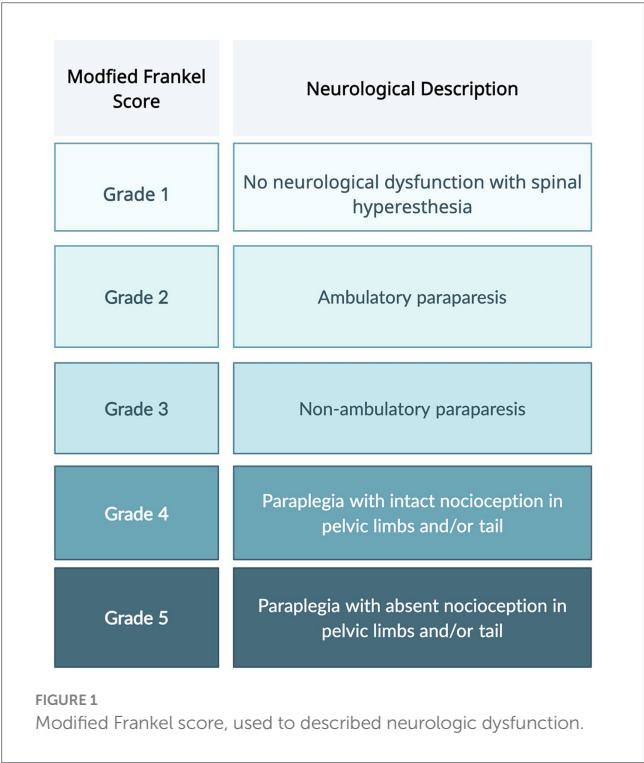 Modfied Frankel
Score
Neurological Description
Grade 1
No neurological dysfunction with spinal
hyperesthesia
Grade 2
Ambulatory paraparesis
Grade 3
Non-ambulatory paraparesis
Grade 4
Paraplegia with intact nocioception in
pelvic limbs and/or tail
Grade 5
Paraplegia with absent nocioception in
pelvic limbs and/or tail
FIGURE 1
Modified Frankel score, used to described neurologic dysfunction.